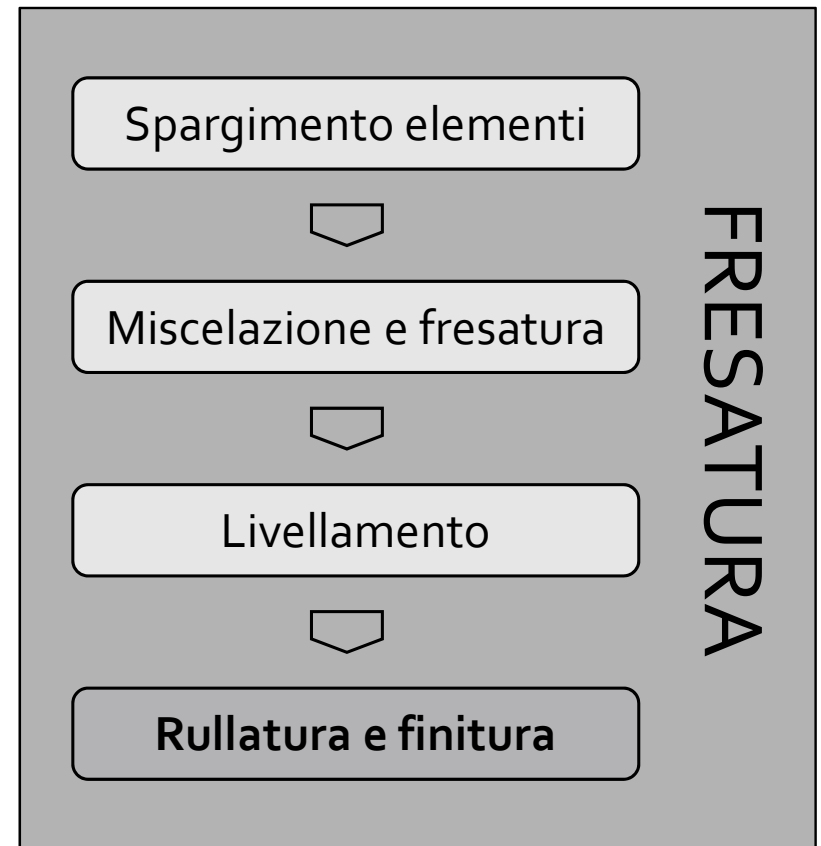 Spargimento elementi
Miscelazione e fresatura
Livellamento
Rullatura e finitura
FRESATURA